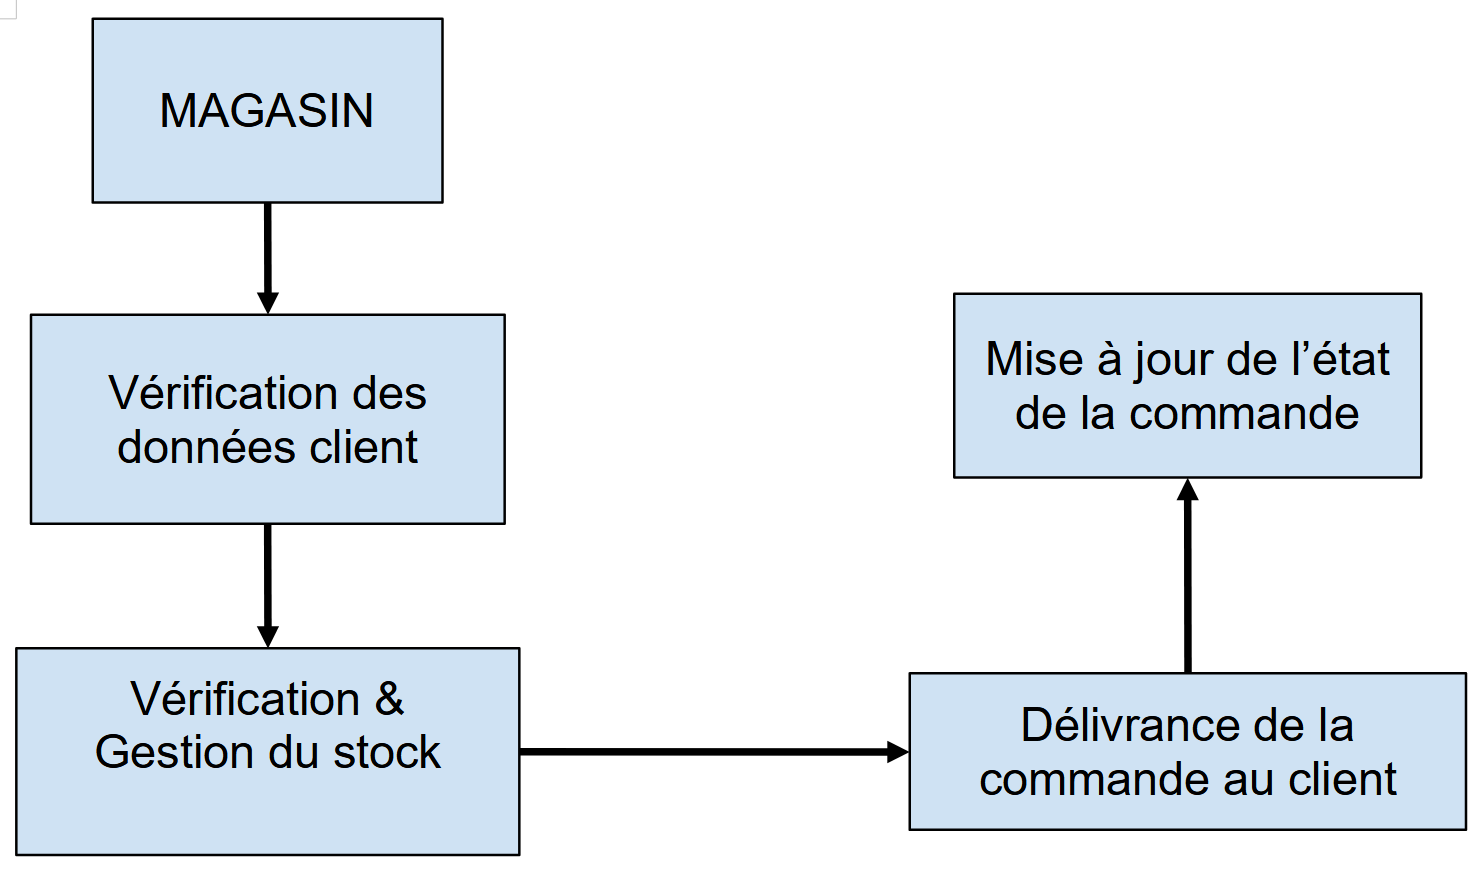 MAGASIN
Vérification des
données client
Vérification &
Gestion du stock
Délivrance de la
commande au client
Mise à jour de l’état
de la commande